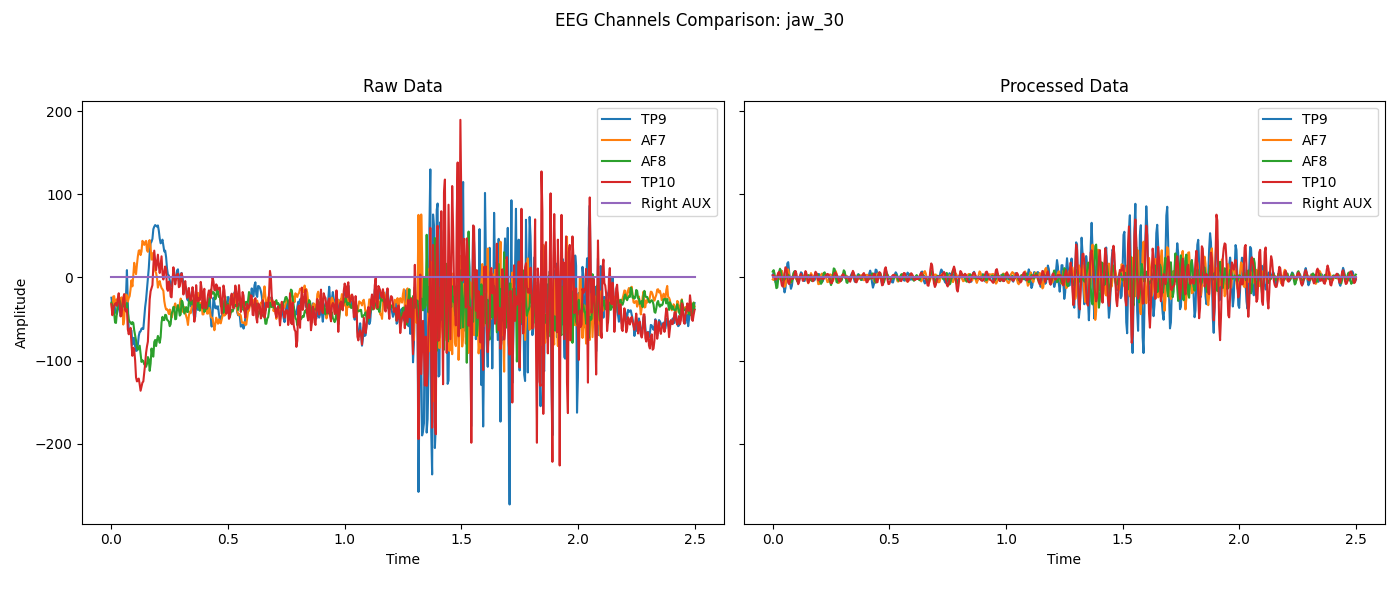 EEG Channels Comparison: jaw_30
Raw Data
Processed Data
Amplitude
200
100
0
−100
−200
TP9
AF7
AF8
TP10
Right AUX
TP9
AF7
AF8
TP10
Right AUX
0.0 0.5 1.0 1.5 2.0 2.5
0.0 0.5 1.0 1.5 2.0 2.5
Time
Time